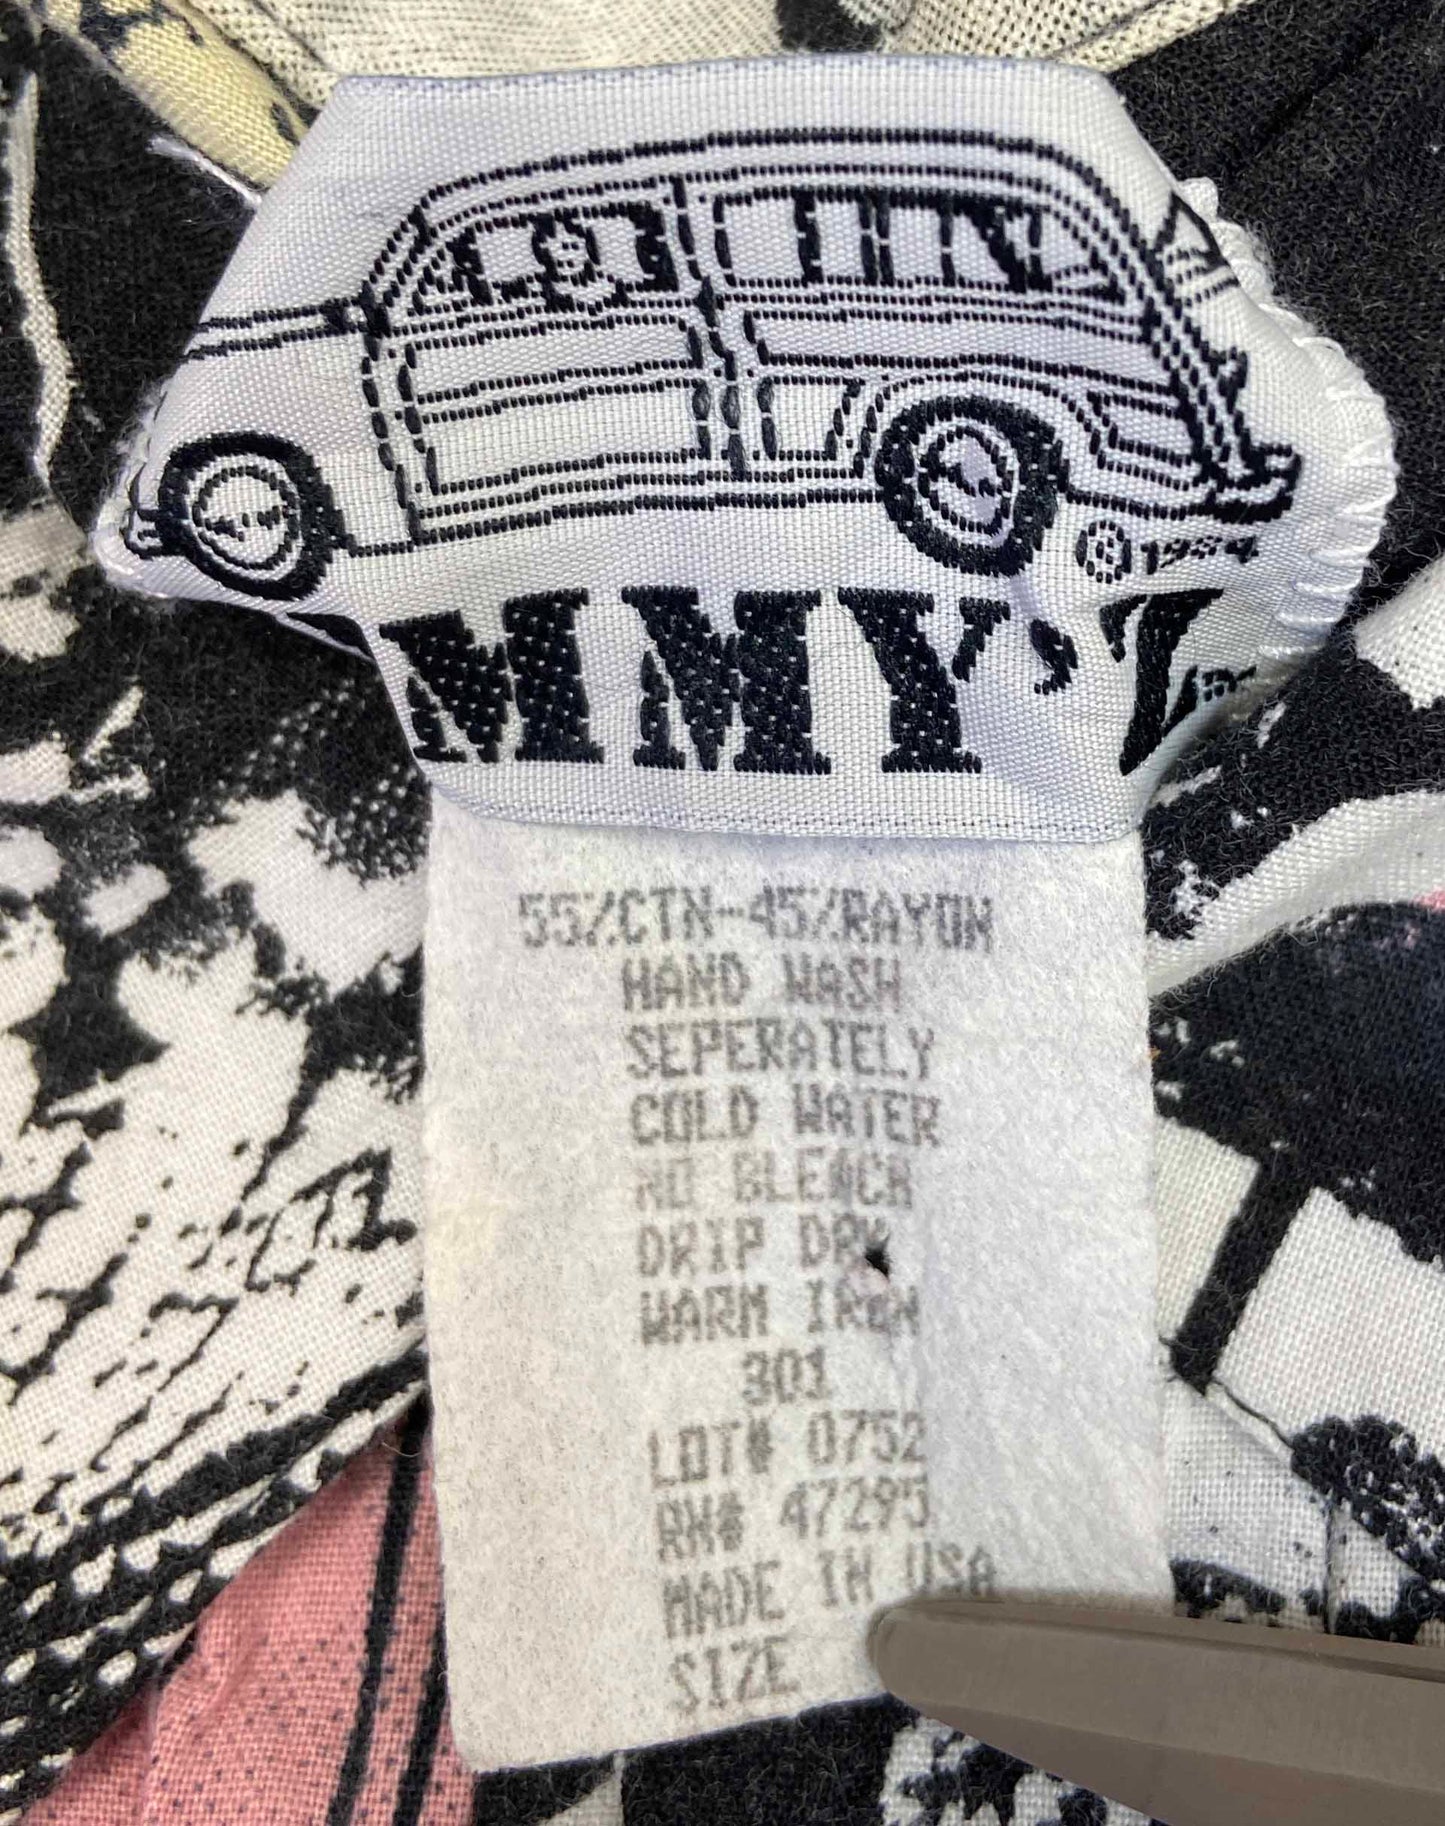 © 1984
MMY'Z
55%CTN-45%RAYON
HAND WASH
SEPERATELY
COLD WATER
NO BLEACH
DRIP DRY
WARM IRON
301
LOT# 0752
RN# 47295
MADE IN USA
SIZE